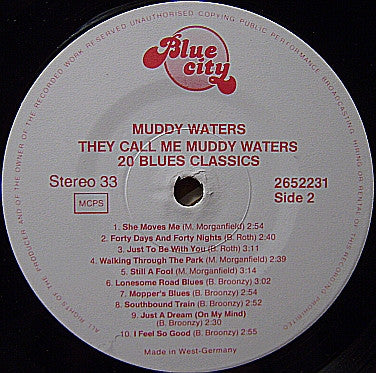 ALL RIGHTS OF THE PRODUCER AND OF THE OWNER OF THE RECORDED WORK RESERVED UNAUTHORISED COPYING PUBLIC PERFORMANCE BROADCASTING HIRING OR RENTAL OF THIS RECORDING PROHIBITED
Blue
city
MUDDY WATERS
THEY CALL ME MUDDY WATERS
20 BLUES CLASSICS
Stereo 33
2652231
MCPS
Side 2
1. She Moves Me (M. Morganfield) 2:54
2. Forty Days And Forty Nights (B. Roth) 2:40
3. Just To Be With You (B. Roth) 3:11
4. Walking Through The Park (M. Morganfield) 2:39
5. Still A Fool (M. Morganfield) 3:14
6. Lonesome Road Blues (B. Broonzy) 3:02
7. Mopper's Blues (B. Broonzy) 2:56
8. Southbound Train (B. Broonzy) 2:52
9. Just A Dream (On My Mind)
(B. Broonzy) 2:30
10. I Feel So Good (B. Broonzy) 2:55
Made in West-Germany